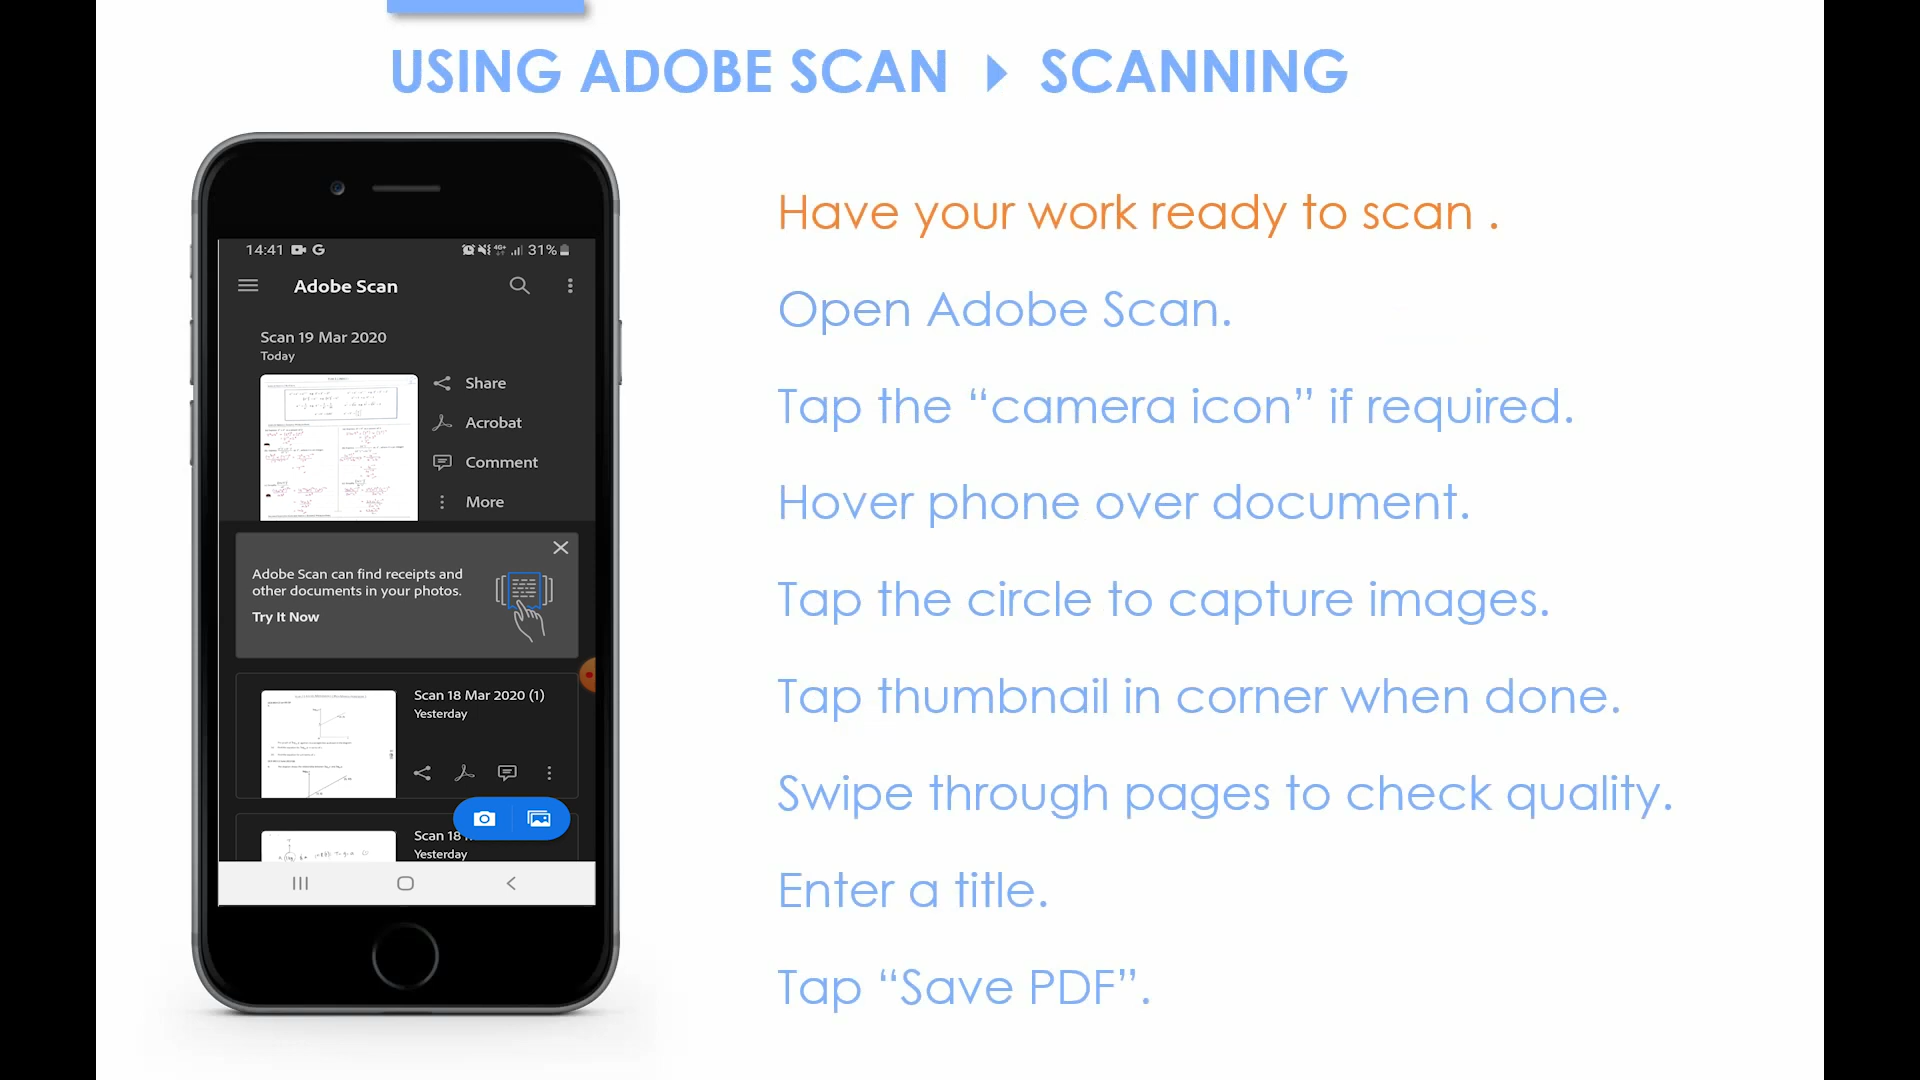 USING ADOBE SCAN ▸ SCANNING
Have your work ready to scan .
Open Adobe Scan.
Tap the “camera icon” if required.
Hover phone over document.
Tap the circle to capture images.
Tap thumbnail in corner when done.
Swipe through pages to check quality.
Enter a title.
Tap “Save PDF”.
14:41
4G+
31%
Adobe Scan
Scan 19 Mar 2020
Today
Share
Acrobat
Comment
More
Adobe Scan can find receipts and
other documents in your photos.
Try It Now
Scan 18 Mar 2020 (1)
Yesterday
Scan 18
Yesterday